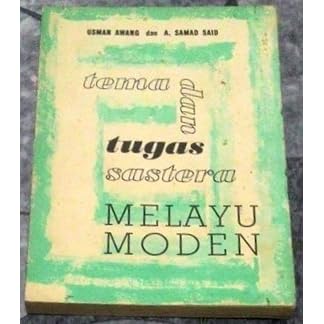 USMAN AWANG dan A. SAMAD SAID
tema
dan
tugas
sastera
MELAYU
MODEN